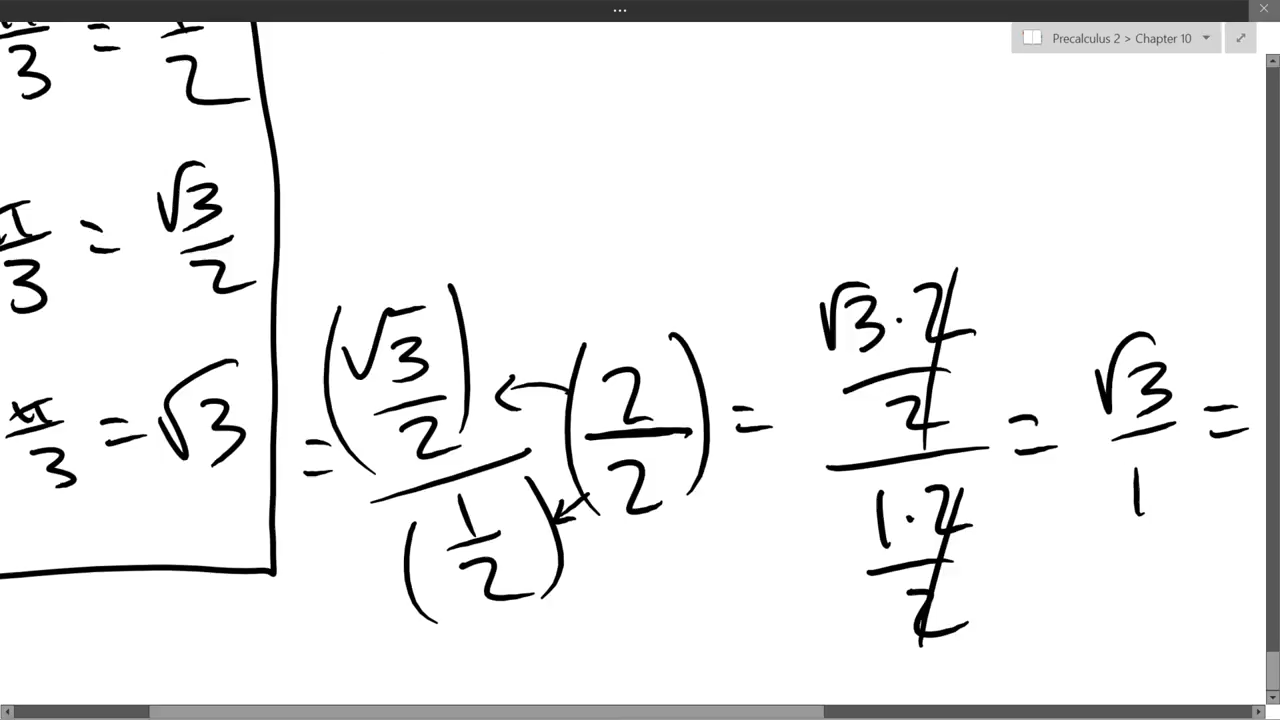 ...
Precalculus 2 > Chapter 10
π/3 = 1/2
π/3 = √3/2
π/3 = √3
= (√3/2)/(1/2) (2/2) = (√3·2/2)/(1·2/2) = √3/1 =